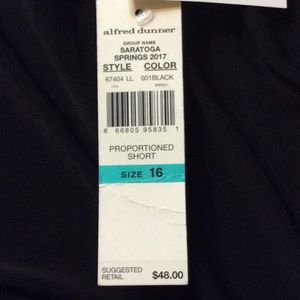 alfred dunner
GROUP NAME
SARATOGA
SPRINGS 2017
STYLE COLOR
67404 LL 001BLACK
6 66805 95835 1
PROPORTIONED
SHORT
SIZE 16
SUGGESTED
RETAIL $48.00